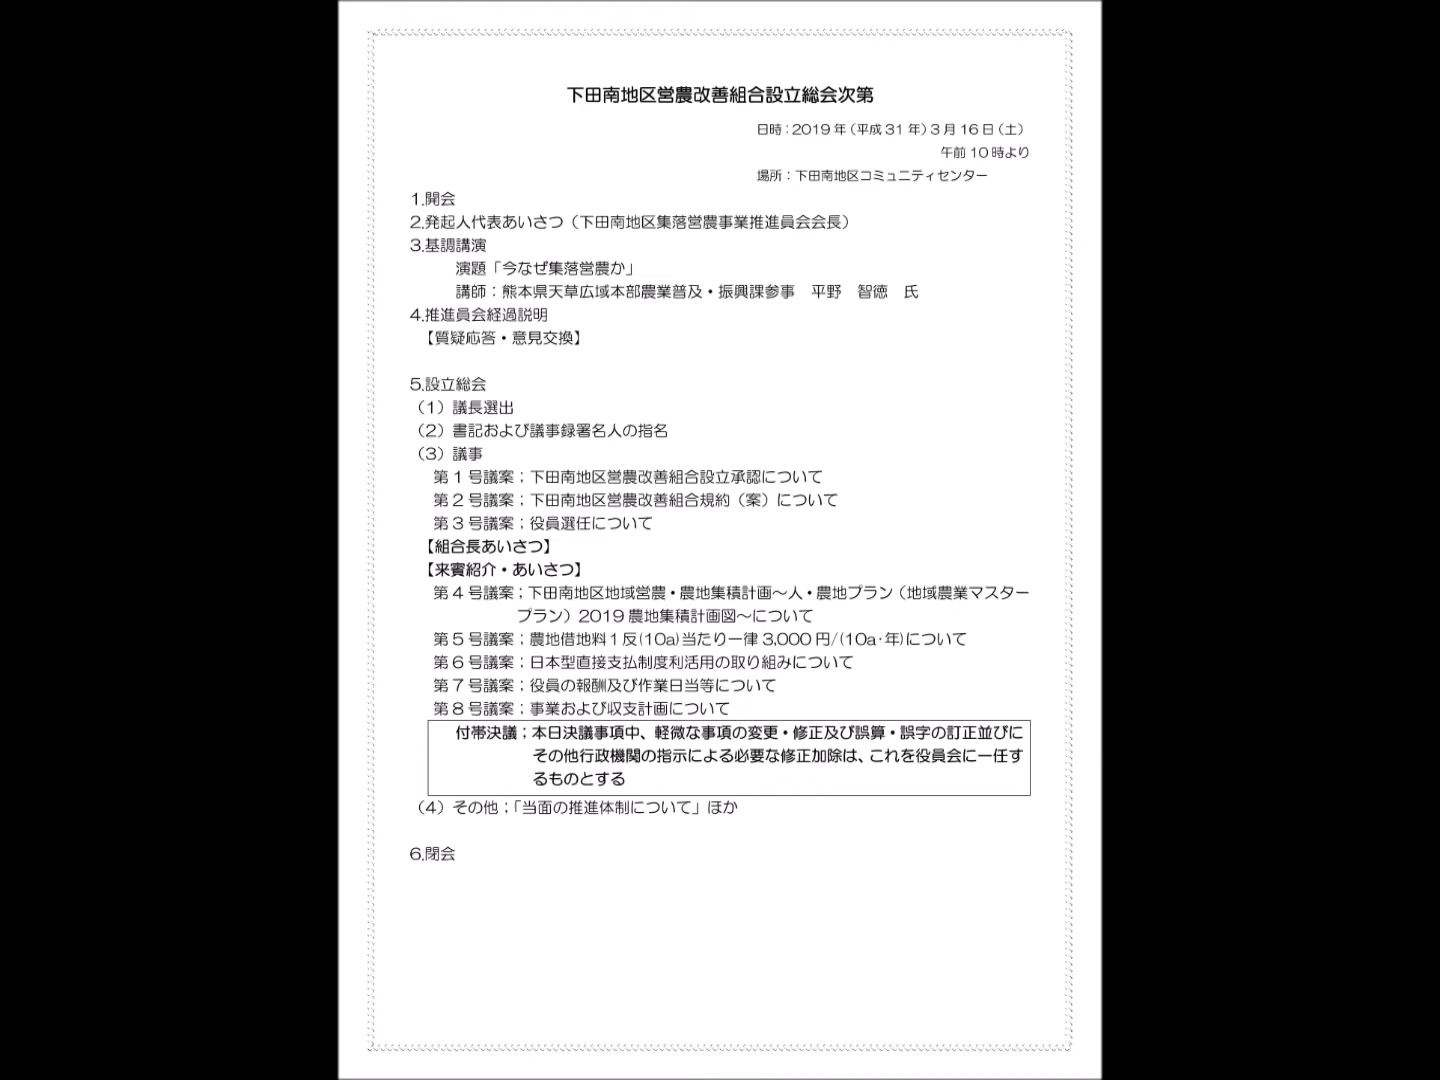 下田南地区営農改善組合設立総会次第
日時：2019年（平成31年）3月16日（土）
午前10時より
場所：下田南地区コミュニティセンター
1.開会
2.発起人代表あいさつ（下田南地区集落営農事業推進員会会長）
3.基調講演
演題「今なぜ集落営農か」
講師：熊本県天草広域本部農業普及・振興課参事　平野　智徳　氏
4.推進員会経過説明
【質疑応答・意見交換】
5.設立総会
（1）議長選出
（2）書記および議事録署名人の指名
（3）議事
第1号議案；下田南地区営農改善組合設立承認について
第2号議案；下田南地区営農改善組合規約（案）について
第3号議案；役員選任について
【組合長あいさつ】
【来賓紹介・あいさつ】
第4号議案；下田南地区地域営農・農地集積計画～人・農地プラン（地域農業マスター
プラン）2019農地集積計画図～について
第5号議案；農地借地料1反(10a)当たり一律3,000円/(10a·年)について
第6号議案；日本型直接支払制度利活用の取り組みについて
第7号議案；役員の報酬及び作業日当等について
第8号議案；事業および収支計画について
付帯決議；本日決議事項中、軽微な事項の変更・修正及び誤算・誤字の訂正並びに
その他行政機関の指示による必要な修正加除は、これを役員会に一任す
るものとする
（4）その他；「当面の推進体制について」ほか
6.閉会